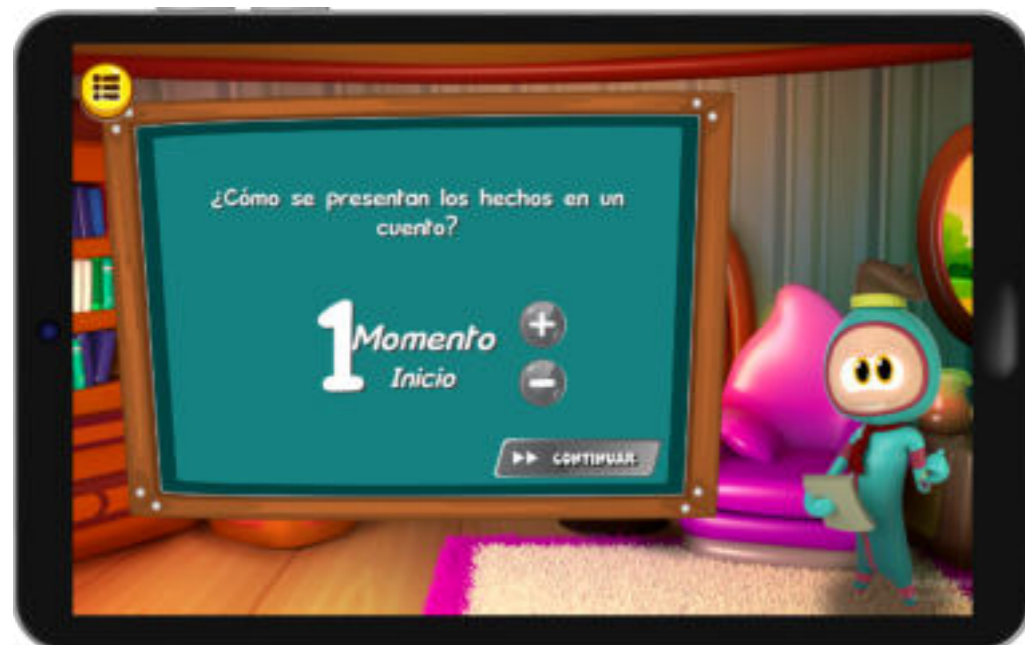 ¿Cómo se presentan los hechos en un
cuento?
1 Momento
Inicio
CONTINUAR